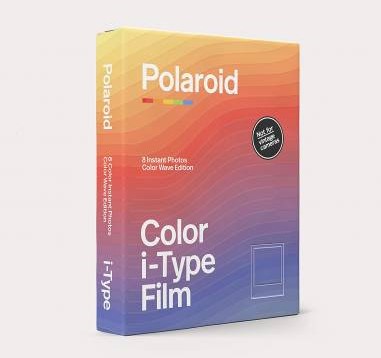 Polaroid
8 Instant Photos
Color Wave Edition
Not for
vintage
cameras
Color
i-Type
Film
Polaroid
8 Color Instant Photos
Color Wave Edition
i-Type